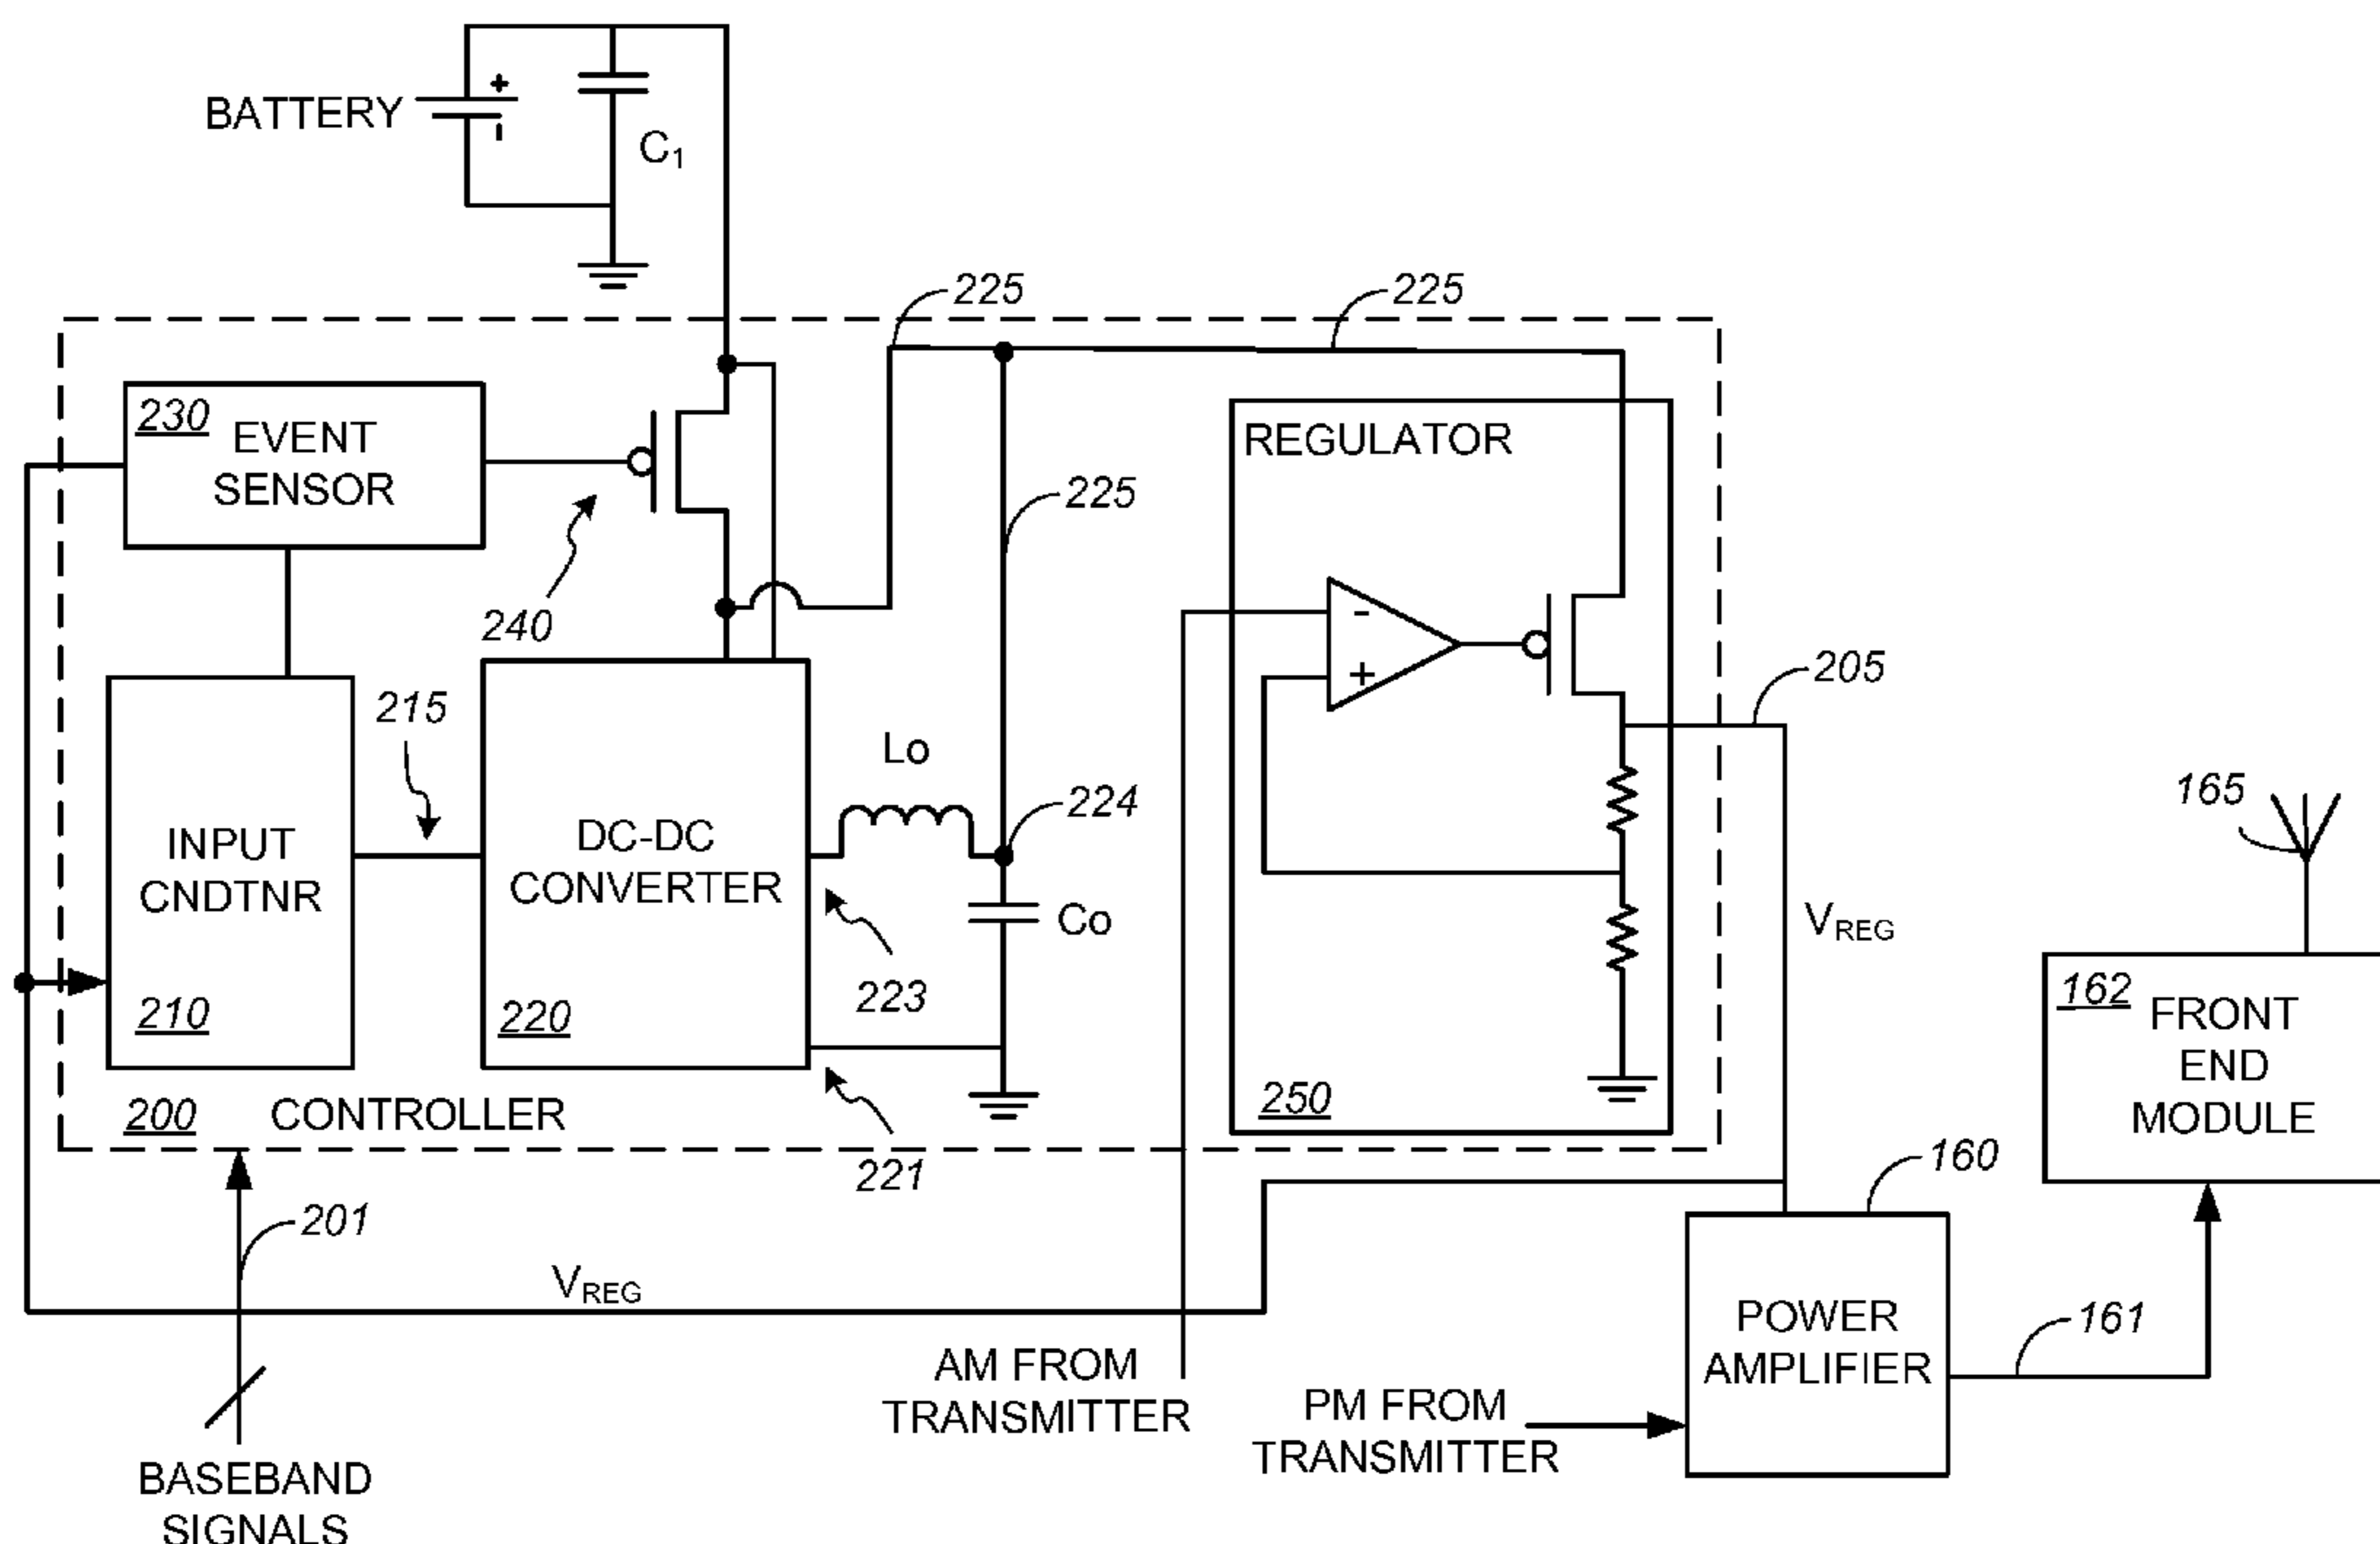 BATTERY
+
-
C1
225
225
230
EVENT
SENSOR
REGULATOR
225
240
-
+
205
215
Lo
224
165
INPUT
CNDTNR
DC-DC
CONVERTER
Co
VREG
223
210
220
162
FRONT
END
MODULE
200
CONTROLLER
250
221
160
201
VREG
POWER
AMPLIFIER
161
AM FROM
TRANSMITTER
PM FROM
TRANSMITTER
BASEBAND
SIGNALS